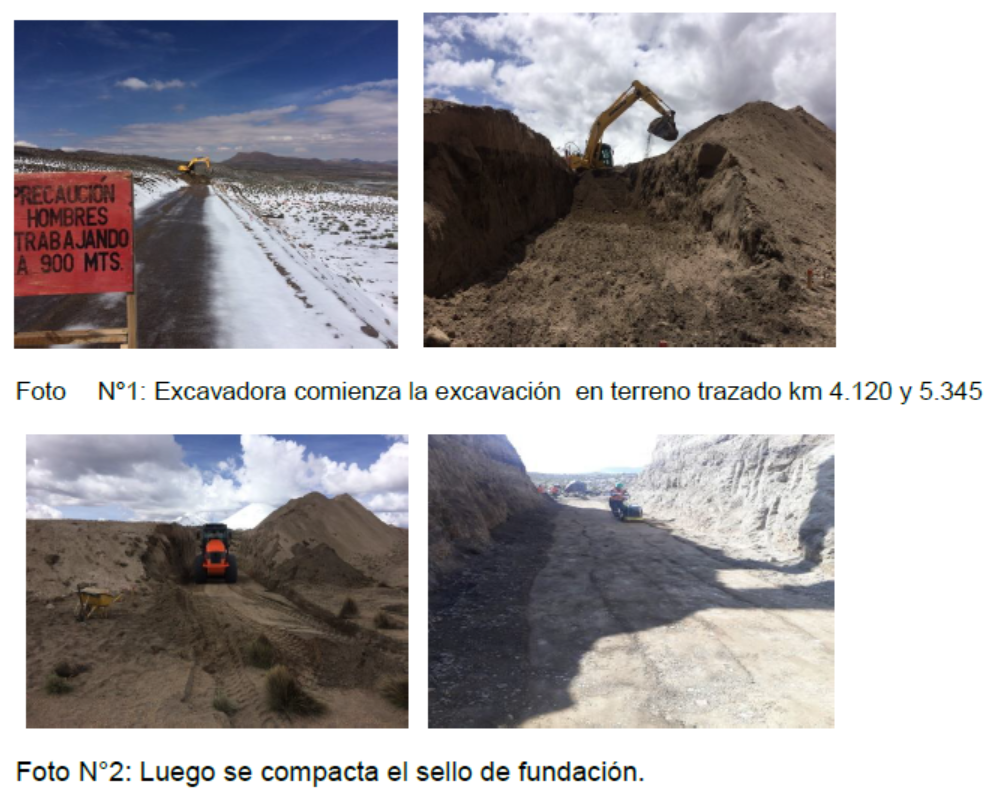 PRECAUCIÓN
HOMBRES
TRABAJANDO
A 900 MTS.
Foto N°1: Excavadora comienza la excavación en terreno trazado km 4.120 y 5.345
Foto N°2: Luego se compacta el sello de fundación.